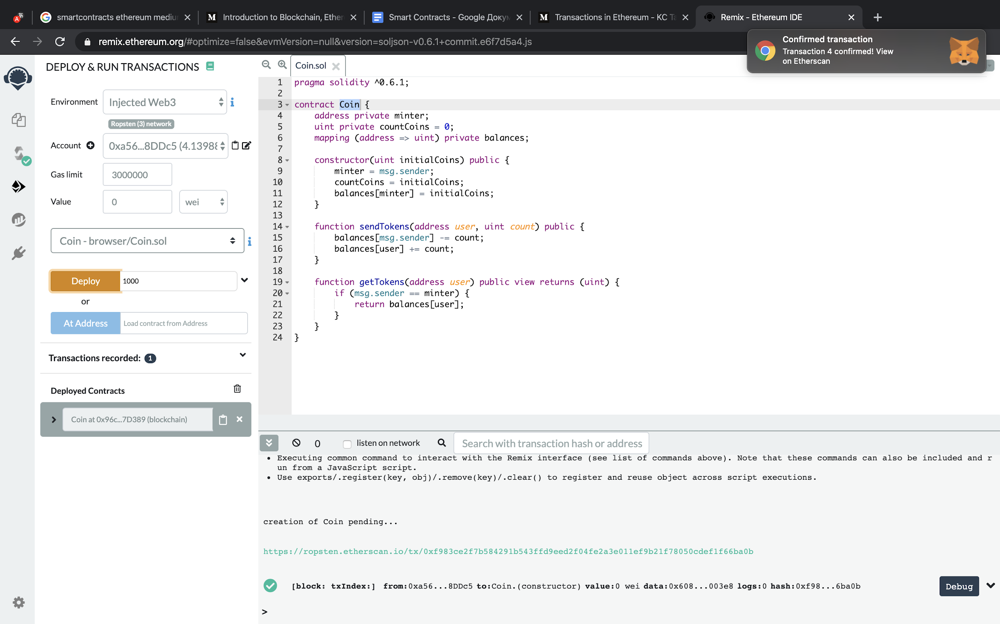 smartcontracts ethereum mediu
Introduction to Blockchain, Ether
Smart Contracts - Google Докум
Transactions in Ethereum - KC Ta
Remix - Ethereum IDE
remix.ethereum.org/#optimize=false&evmVersion=null&version=soljson-v0.6.1+commit.e6f7d5a4.js
Confirmed transaction
Transaction 4 confirmed! View
on Etherscan
DEPLOY & RUN TRANSACTIONS
Environment
Injected Web3
Ropsten (3) network
Account
0xa56...8DDc5 (4.1398
Gas limit
3000000
Value
0
wei
Coin - browser/Coin.sol
Deploy
1000
or
At Address
Load contract from Address
Transactions recorded: 1
Deployed Contracts
Coin at 0x96c...7D389 (blockchain)
Coin.sol
1 pragma solidity ^0.6.1;
2
3 contract Coin {
4 address private minter;
5 uint private countCoins = 0;
6 mapping (address => uint) private balances;
7
8 constructor(uint initialCoins) public {
9 minter = msg.sender;
10 countCoins = initialCoins;
11 balances[minter] = initialCoins;
12 }
13
14 function sendTokens(address user, uint count) public {
15 balances[msg.sender] -= count;
16 balances[user] += count;
17 }
18
19 function getTokens(address user) public view returns (uint) {
20 if (msg.sender == minter) {
21 return balances[user];
22 }
23 }
24 }
0
listen on network
Search with transaction hash or address
• Executing common command to interact with the Remix interface (see list of commands above). Note that these commands can also be included and r
un from a JavaScript script.
• Use exports/.register(key, obj)/.remove(key)/.clear() to register and reuse object across script executions.
creation of Coin pending...
https://ropsten.etherscan.io/tx/0xf983ce2f7b584291b543ffd9eed2f04fe2a3e011ef9b21f78050cdef1f66ba0b
[block: txIndex:] from:0xa56...8DDc5 to:Coin.(constructor) value:0 wei data:0x608...003e8 logs:0 hash:0xf98...6ba0b
Debug
>